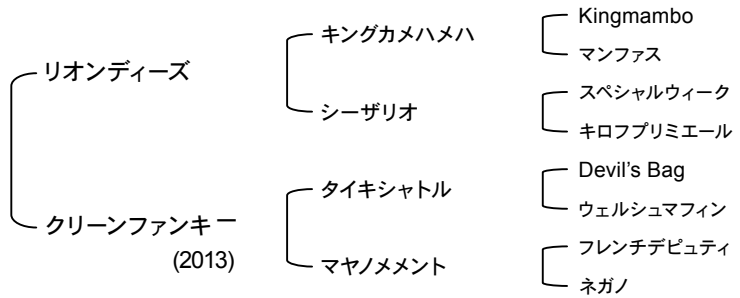 リオンディーズ
クリーンファンキー
(2013)
キングカメハメハ
シーザリオ
タイキシャトル
マヤノメメント
Kingmambo
マンファス
スペシャルウィーク
キロフプリミエール
Devil's Bag
ウェルシュマフィン
フレンチデピュティ
ネガノ